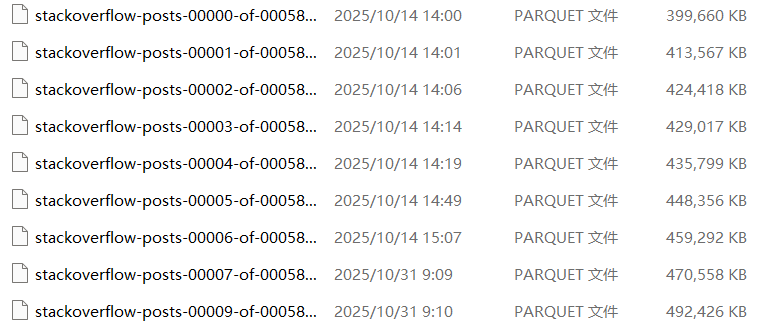 stackoverflow-posts-00000-of-00058... 2025/10/14 14:00 PARQUET 文件 399,660 KB
stackoverflow-posts-00001-of-00058... 2025/10/14 14:01 PARQUET 文件 413,567 KB
stackoverflow-posts-00002-of-00058... 2025/10/14 14:06 PARQUET 文件 424,418 KB
stackoverflow-posts-00003-of-00058... 2025/10/14 14:14 PARQUET 文件 429,017 KB
stackoverflow-posts-00004-of-00058... 2025/10/14 14:19 PARQUET 文件 435,799 KB
stackoverflow-posts-00005-of-00058... 2025/10/14 14:49 PARQUET 文件 448,356 KB
stackoverflow-posts-00006-of-00058... 2025/10/14 15:07 PARQUET 文件 459,292 KB
stackoverflow-posts-00007-of-00058... 2025/10/31 9:09 PARQUET 文件 470,558 KB
stackoverflow-posts-00009-of-00058... 2025/10/31 9:10 PARQUET 文件 492,426 KB